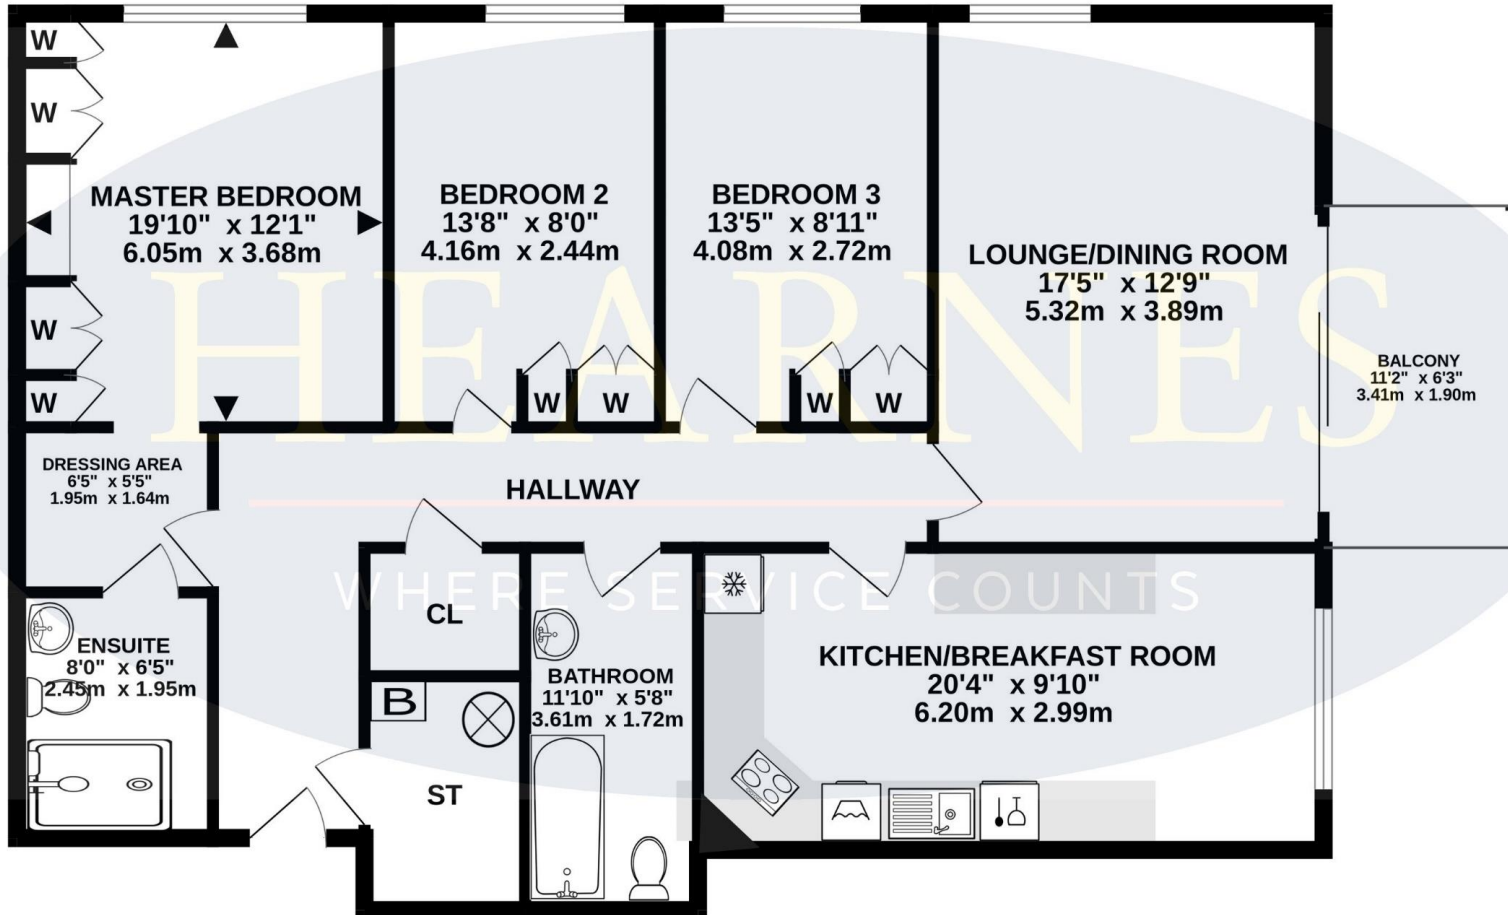 W
W
W
W
MASTER BEDROOM
19'10" x 12'1"
6.05m x 3.68m
BEDROOM 2
13'8" x 8'0"
4.16m x 2.44m
W
W
BEDROOM 3
13'5" x 8'11"
4.08m x 2.72m
W
W
LOUNGE/DINING ROOM
17'5" x 12'9"
5.32m x 3.89m
BALCONY
11'2" x 6'3"
3.41m x 1.90m
HEARNES
DRESSING AREA
6'5" x 5'5"
1.95m x 1.64m
HALLWAY
WHERE SERVICE COUNTS
CL
ENSUITE
8'0" x 6'5"
2.45m x 1.95m
B
ST
BATHROOM
11'10" x 5'8"
3.61m x 1.72m
KITCHEN/BREAKFAST ROOM
20'4" x 9'10"
6.20m x 2.99m